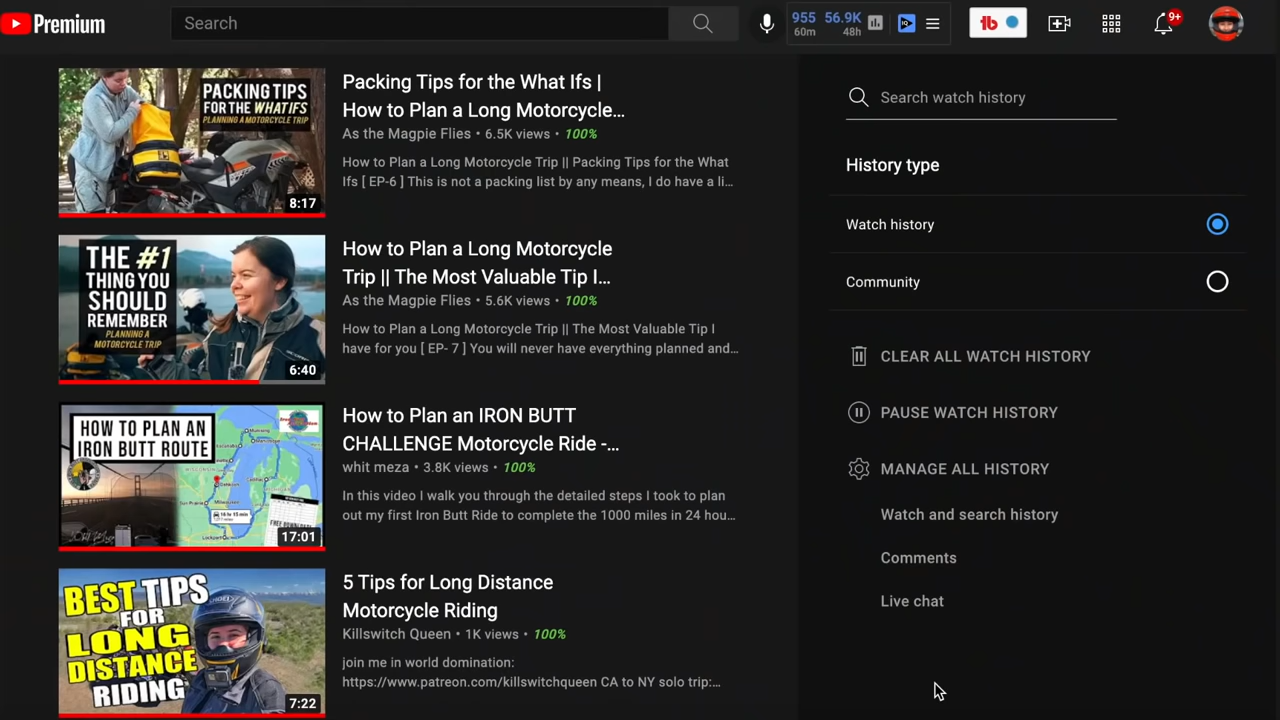 Premium
Search
955 56.9K
60m 48h
9+
PACKING TIPS
FOR THE WHAT IFS
PLANNING A MOTORCYCLE TRIP
8:17
Packing Tips for the What Ifs |
How to Plan a Long Motorcycle...
As the Magpie Flies • 6.5K views • 100%
How to Plan a Long Motorcycle Trip || Packing Tips for the What
Ifs [ EP-6 ] This is not a packing list by any means, I do have a li...
THE #1
THING YOU
SHOULD
REMEMBER
PLANNING A
MOTORCYCLE TRIP
6:40
How to Plan a Long Motorcycle
Trip || The Most Valuable Tip I...
As the Magpie Flies • 5.6K views • 100%
How to Plan a Long Motorcycle Trip || The Most Valuable Tip I
have for you [ EP- 7 ] You will never have everything planned and...
HOW TO PLAN AN
IRON BUTT ROUTE
17:01
How to Plan an IRON BUTT
CHALLENGE Motorcycle Ride -...
whit meza • 3.8K views • 100%
In this video I walk you through the detailed steps I took to plan
out my first Iron Butt Ride to complete the 1000 miles in 24 hou...
BEST TIPS
FOR
LONG
DISTANCE
RIDING
7:22
5 Tips for Long Distance
Motorcycle Riding
Killswitch Queen • 1K views • 100%
join me in world domination:
https://www.patreon.com/killswitchqueen CA to NY solo trip:...
Search watch history
History type
Watch history
Community
CLEAR ALL WATCH HISTORY
PAUSE WATCH HISTORY
MANAGE ALL HISTORY
Watch and search history
Comments
Live chat